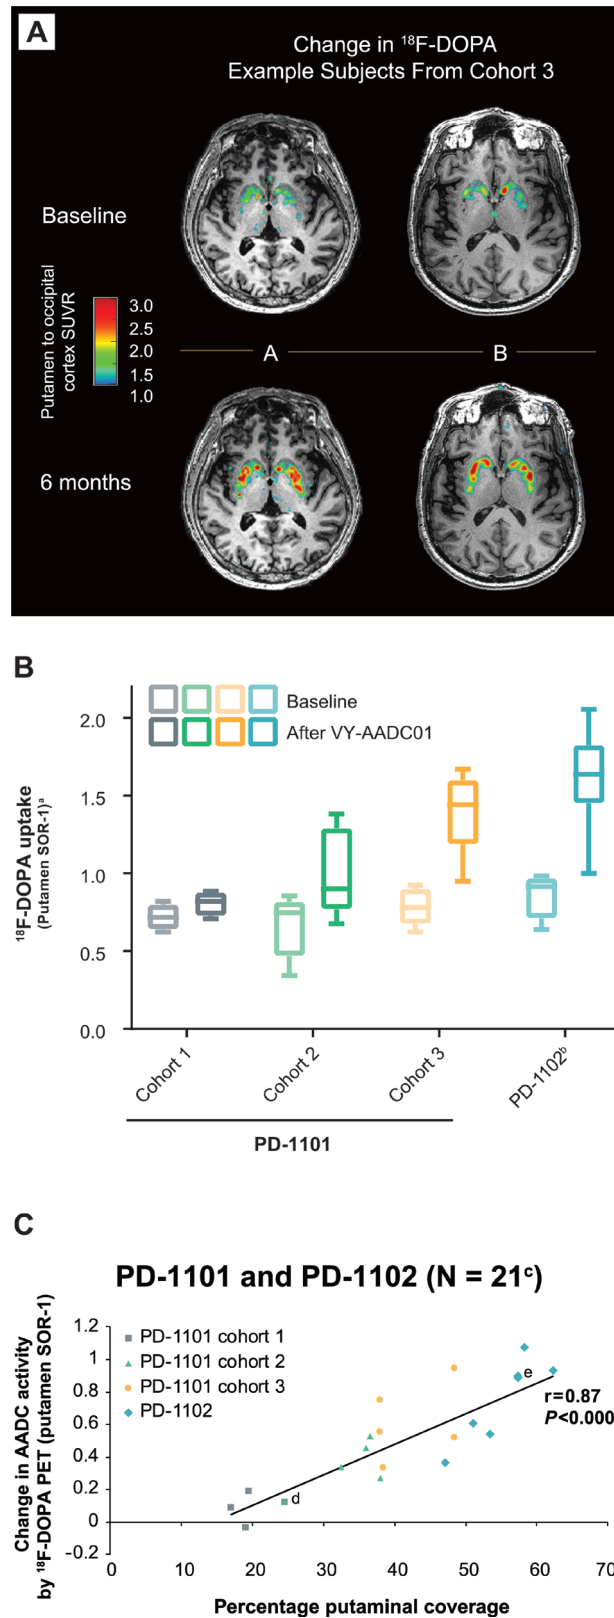 A
Change in ¹⁸F-DOPA
Example Subjects From Cohort 3
Baseline
Putamen to occipital
cortex SUVR
3.0
2.5
2.0
1.5
1.0
A
B
6 months
B
Baseline
After VY-AADC01
¹⁸F-DOPA uptake
(Putamen SOR-1)ᵃ
2.0
1.5
1.0
0.5
0.0
Cohort 1
Cohort 2
Cohort 3
PD-1102ᵇ
PD-1101
C
PD-1101 and PD-1102 (N = 21ᶜ)
Change in AADC activity
by ¹⁸F-DOPA PET (putamen SOR-1)
1.2
1
0.8
0.6
0.4
0.2
0
−0.2
PD-1101 cohort 1
PD-1101 cohort 2
PD-1101 cohort 3
PD-1102
e
d
r=0.87
P<0.000
0 10 20 30 40 50 60 70
Percentage putaminal coverage